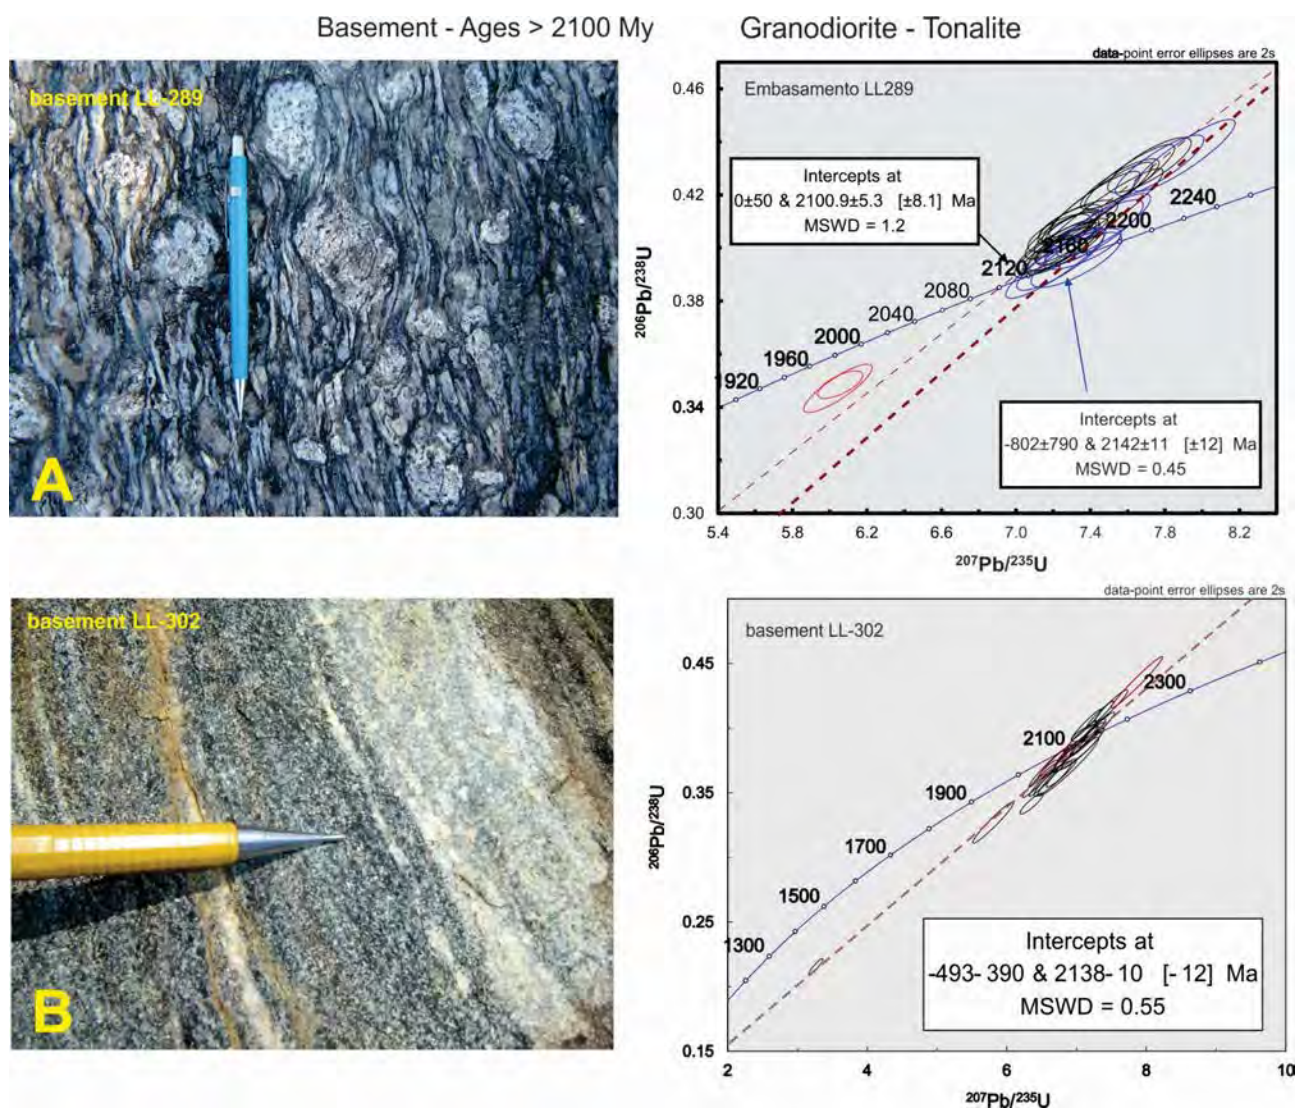 Basement - Ages > 2100 My
Granodiorite - Tonalite
data-point error ellipses are 2s
basement LL-289
A
Embasamento LL289
Intercepts at
0±50 & 2100.9±5.3 [±8.1] Ma
MSWD = 1.2
Intercepts at
-802±790 & 2142±11 [±12] Ma
MSWD = 0.45
2240
2200
2160
2120
2080
2040
2000
1960
1920
0.46
0.42
0.38
0.34
0.30
206Pb/238U
5.4 5.8 6.2 6.6 7.0 7.4 7.8 8.2
207Pb/235U
basement LL-302
B
data-point error ellipses are 2s
basement LL-302
2300
2100
1900
1700
1500
1300
Intercepts at
-493- 390 & 2138- 10 [- 12] Ma
MSWD = 0.55
0.45
0.35
0.25
0.15
206Pb/238U
2 4 6 8 10
207Pb/235U